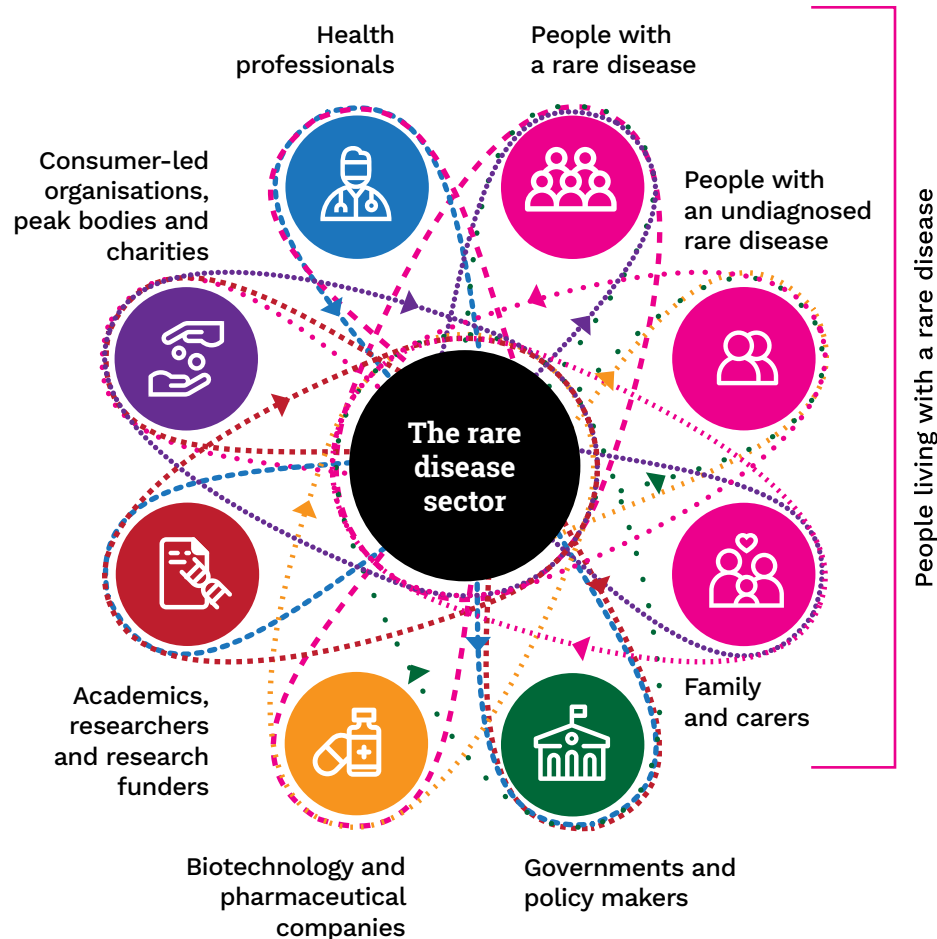 Health
professionals
People with
a rare disease
Consumer-led
organisations,
peak bodies and
charities
People with
an undiagnosed
rare disease
People living with a rare disease
The rare
disease
sector
Academics,
researchers
and research
funders
Family
and carers
Biotechnology and
pharmaceutical
companies
Governments and
policy makers